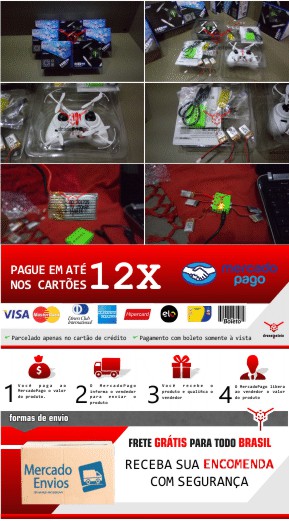 PAGUE EM ATÉ
NOS CARTÕES
12X
mercado
pago
VISA
MasterCard
Diners Club
International
AMERICAN
EXPRESS
Hipercard
elo
Boleto
✓ Parcelado apenas no cartão de crédito
✓ Pagamento com boleto somente à vista
1
Você paga ao
MercadoPago o valor
do produto.
2
O MercadoPago
informa o vendedor
para enviar o
produto
3
Você recebe o
produto e qualifica o
vendedor
4
O MercadoPago libera
ao vendedor o valor
do produto
formas de envio
Mercado
Envios
FRETE GRÁTIS PARA TODO BRASIL
RECEBA SUA ENCOMENDA
COM SEGURANÇA